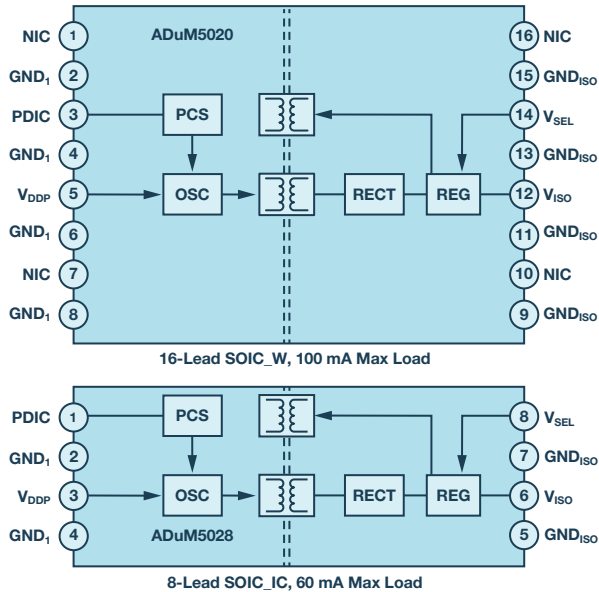 ADuM5020
NIC 1
16 NIC
GND1 2
15 GNDISO
PDIC 3
PCS
14 VSEL
GND1 4
13 GNDISO
VDDP 5
OSC
RECT
REG
12 VISO
GND1 6
11 GNDISO
NIC 7
10 NIC
GND1 8
9 GNDISO
16-Lead SOIC_W, 100 mA Max Load
PDIC 1
PCS
8 VSEL
GND1 2
7 GNDISO
VDDP 3
OSC
RECT
REG
6 VISO
GND1 4
ADuM5028
5 GNDISO
8-Lead SOIC_IC, 60 mA Max Load